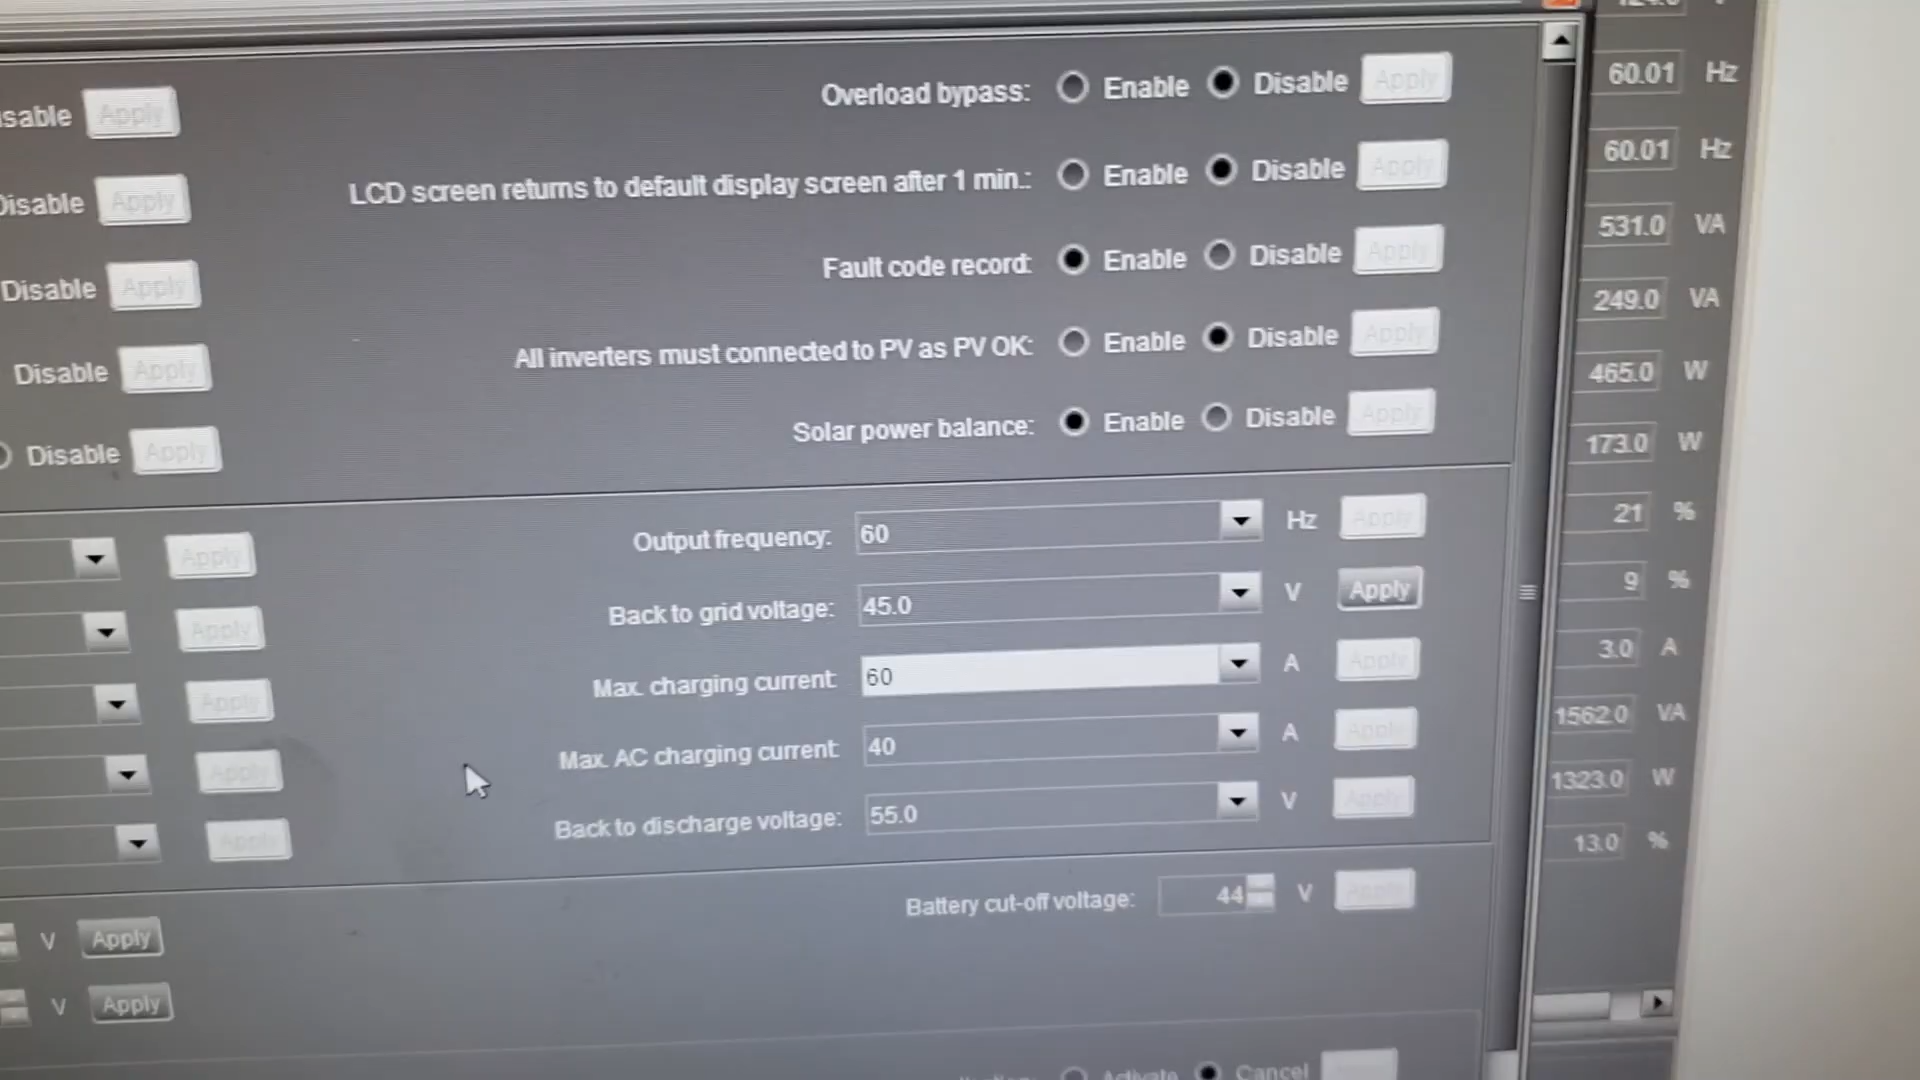 Overload bypass: Enable Disable Apply
LCD screen returns to default display screen after 1 min.: Enable Disable Apply
Fault code record: Enable Disable Apply
All inverters must connected to PV as PV OK: Enable Disable Apply
Solar power balance: Enable Disable Apply
Apply
Disable Apply
Disable Apply
Disable Apply
Disable Apply
Output frequency: 60 Hz Apply
Back to grid voltage: 45.0 V Apply
Max. charging current: 60 A Apply
Max. AC charging current: 40 A Apply
Back to discharge voltage: 55.0 V Apply
Apply
Apply
Apply
Apply
Apply
Battery cut-off voltage: 44 V Apply
V Apply
V Apply
Activate Cancel
60.01 Hz
60.01 Hz
531.0 VA
249.0 VA
465.0 W
173.0 W
21 %
9 %
3.0 A
1562.0 VA
1323.0 W
13.0 %